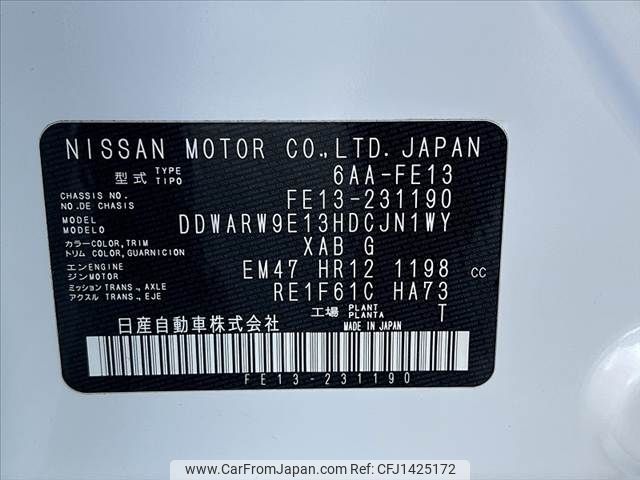 NISSAN MOTOR CO.,LTD. JAPAN
型式 TYPE TIPO 6AA-FE13
CHASSIS NO. NO.DE CHASIS FE13-231190
MODEL MODELO DDWARW9E13HDCJN1WY
カラー COLOR, TRIM トリム COLOR, GUARNICION XAB G
エンエンジン ENGINE MOTOR EM47 HR12 1198 CC
ミッション TRANS., AXLE アクスル TRANS., EJE RE1F61C HA73
工場 PLANT PLANTA T
日産自動車株式会社 MADE IN JAPAN
FE13-231190
www.CarFromJapan.com | CarFromJapan ID: CFJ1425172